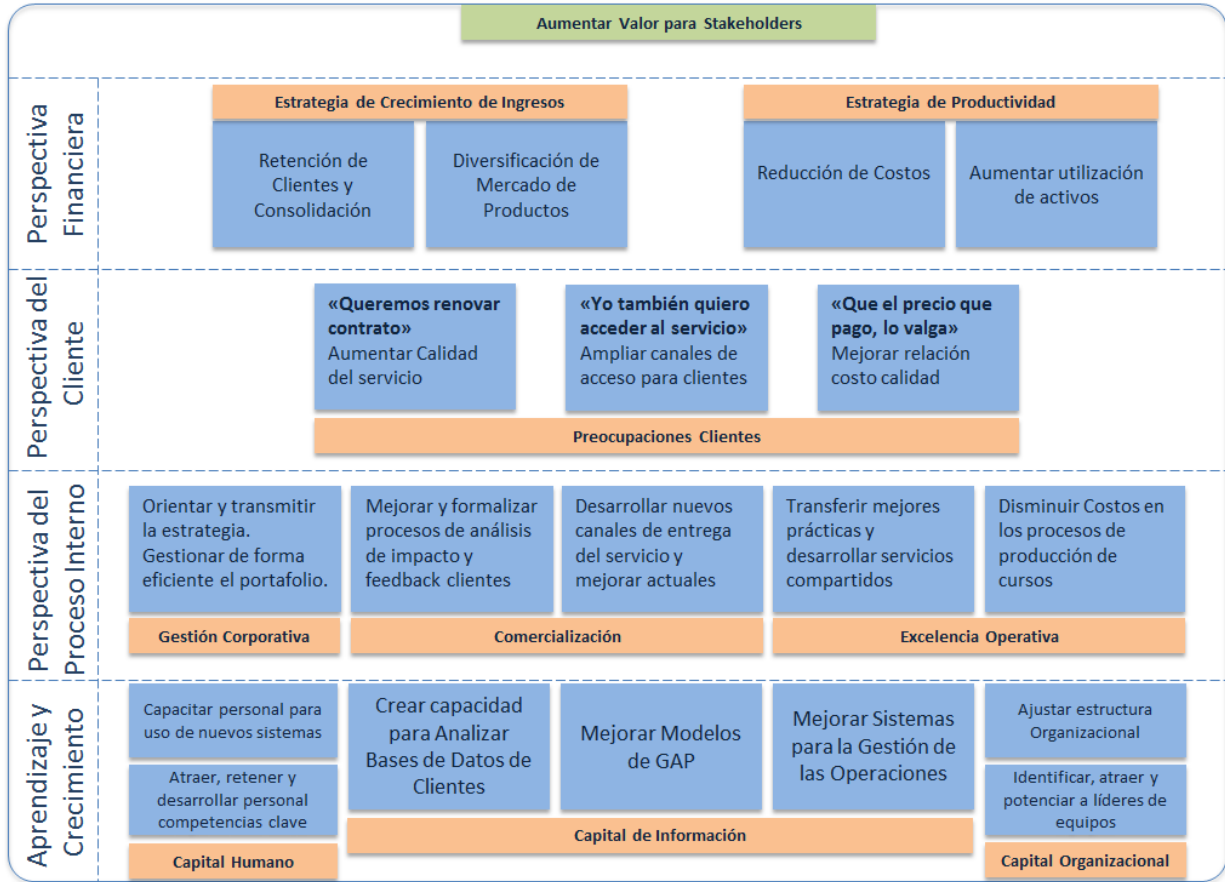 Aumentar Valor para Stakeholders
Perspectiva
Financiera
Estrategia de Crecimiento de Ingresos
Retención de
Clientes y
Consolidación
Diversificación de
Mercado de
Productos
Estrategia de Productividad
Reducción de Costos
Aumentar utilización
de activos
Perspectiva del
Cliente
«Queremos renovar
contrato»
Aumentar Calidad
del servicio
«Yo también quiero
acceder al servicio»
Ampliar canales de
acceso para clientes
«Que el precio que
pago, lo valga»
Mejorar relación
costo calidad
Preocupaciones Clientes
Perspectiva del
Proceso Interno
Orientar y transmitir
la estrategia.
Gestionar de forma
eficiente el portafolio.
Mejorar y formalizar
procesos de análisis
de impacto y
feedback clientes
Desarrollar nuevos
canales de entrega
del servicio y
mejorar actuales
Transferir mejores
prácticas y
desarrollar servicios
compartidos
Disminuir Costos en
los procesos de
producción de
cursos
Gestión Corporativa
Comercialización
Excelencia Operativa
Aprendizaje y
Crecimiento
Capacitar personal para
uso de nuevos sistemas
Atraer, retener y
desarrollar personal
competencias clave
Capital Humano
Crear capacidad
para Analizar
Bases de Datos de
Clientes
Mejorar Modelos
de GAP
Mejorar Sistemas
para la Gestión de
las Operaciones
Capital de Información
Ajustar estructura
Organizacional
Identificar, atraer y
potenciar a líderes de
equipos
Capital Organizacional